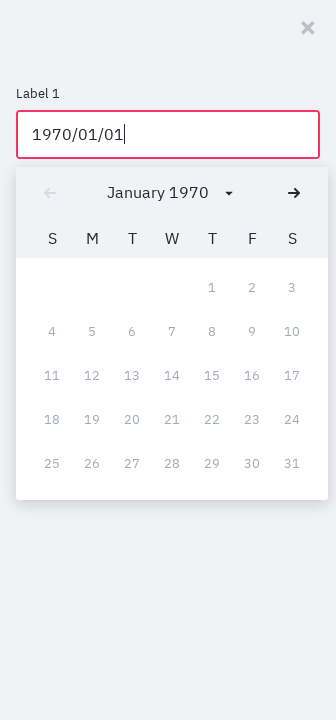 Label 1
1970/01/01
January 1970
S M T W T F S
1 2 3
4 5 6 7 8 9 10
11 12 13 14 15 16 17
18 19 20 21 22 23 24
25 26 27 28 29 30 31